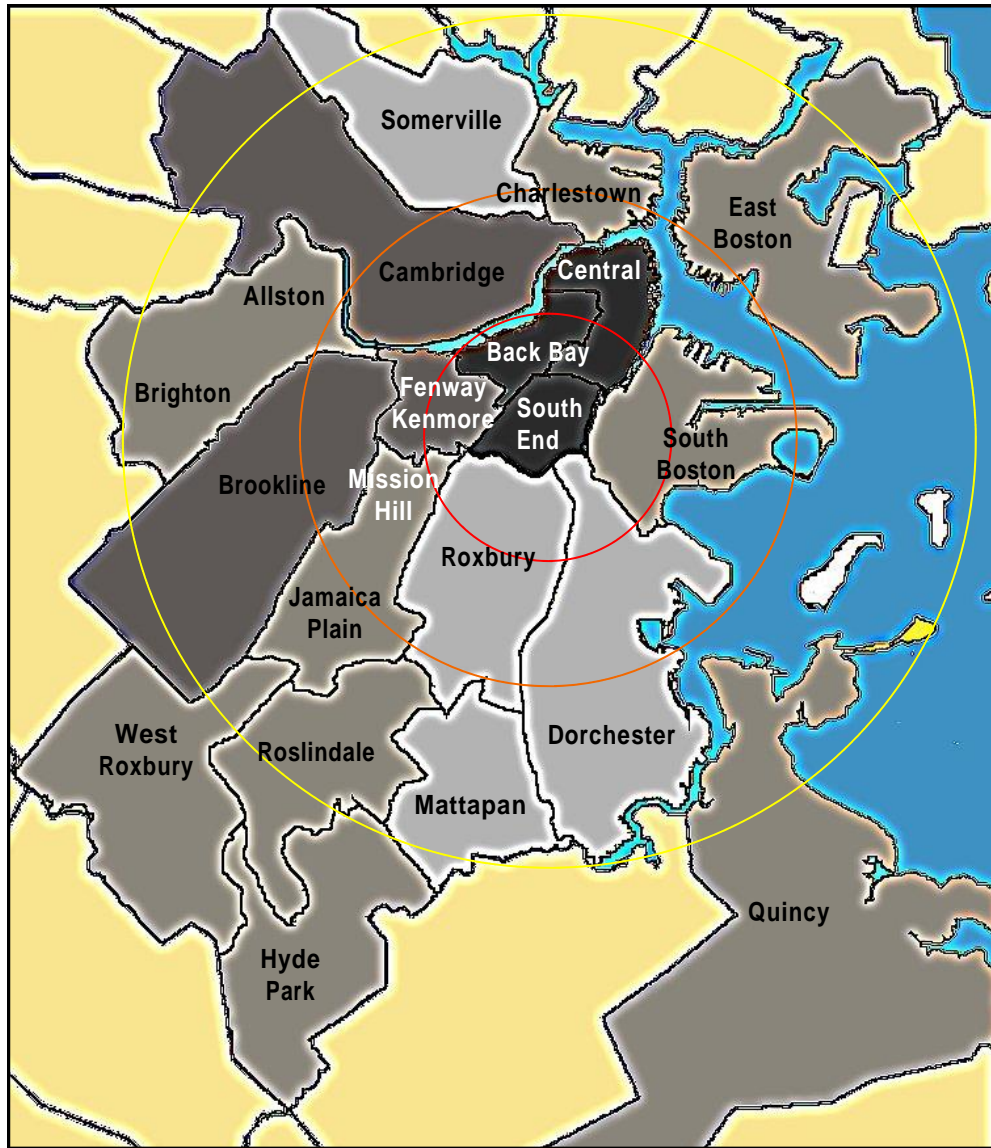 Somerville
Charlestown
East
Boston
Cambridge
Central
Allston
Back Bay
Brighton
Fenway
Kenmore
South
End
South
Boston
Brookline
Mission
Hill
Roxbury
Jamaica
Plain
West
Roxbury
Roslindale
Dorchester
Mattapan
Quincy
Hyde
Park